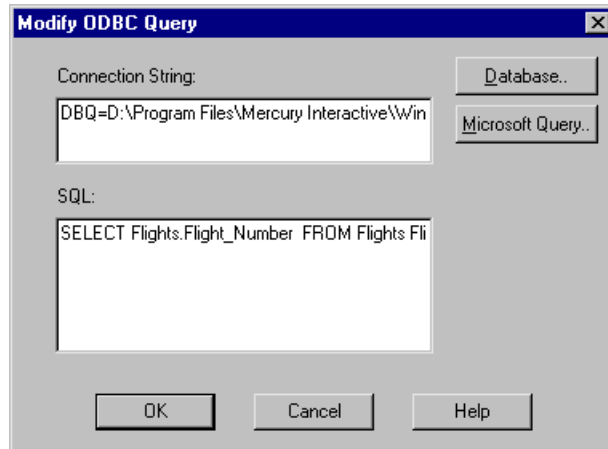 Modify ODBC Query
Connection String:
Database..
DBQ=D:\Program Files\Mercury Interactive\Win
Microsoft Query..
SQL:
SELECT Flights.Flight_Number FROM Flights Fli
OK
Cancel
Help